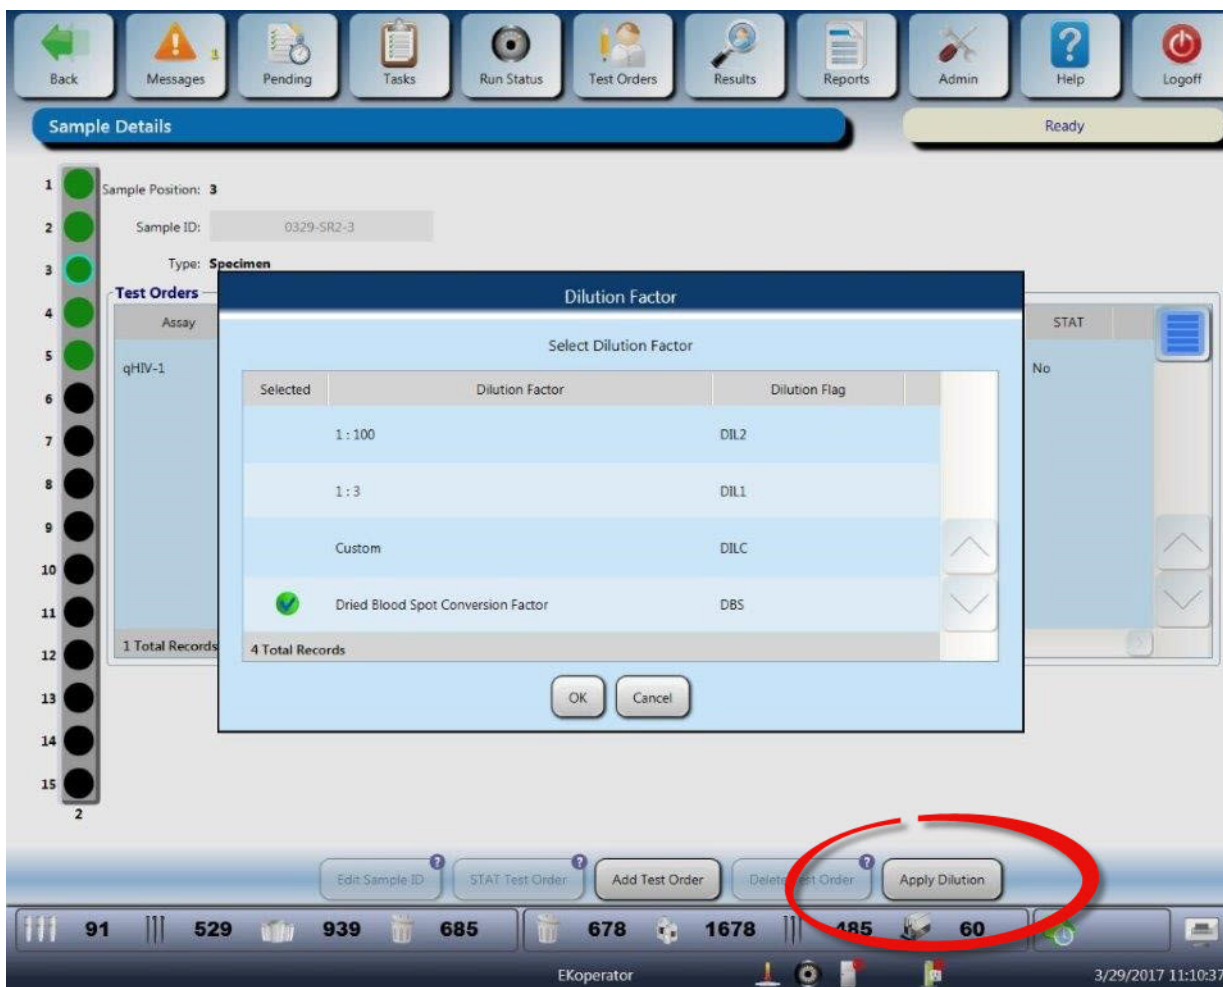 Back
Messages
3
Pending
Tasks
Run Status
Test Orders
Results
Reports
Admin
Help
Logoff
Sample Details
Ready
1
2
3
4
5
6
7
8
9
10
11
12
13
14
15
2
Sample Position: 3
Sample ID: 0329-SR2-3
Type: Specimen
Test Orders
Assay
STAT
qHIV-1
No
1 Total Records
Dilution Factor
Select Dilution Factor
Selected Dilution Factor Dilution Flag
1 : 100 DIL2
1 : 3 DIL1
Custom DILC
Dried Blood Spot Conversion Factor DBS
4 Total Records
OK Cancel
Edit Sample ID ? STAT Test Order ? Add Test Order Delete Test Order ? Apply Dilution
91 529 939 685 678 1678 485 60
EKoperator
3/29/2017 11:10:37